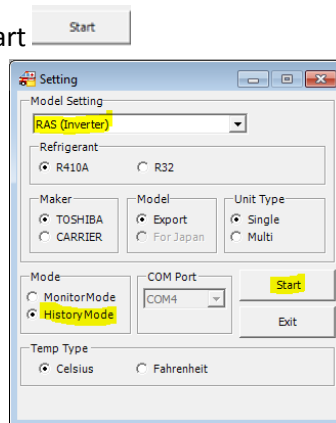 art Start
Setting
Model Setting
RAS (Inverter)
Refrigerant
R410A R32
Maker Model Unit Type
TOSHIBA Export Single
CARRIER For Japan Multi
Mode COM Port
MonitorMode COM4 Start
HistoryMode Exit
Temp Type
Celsius Fahrenheit